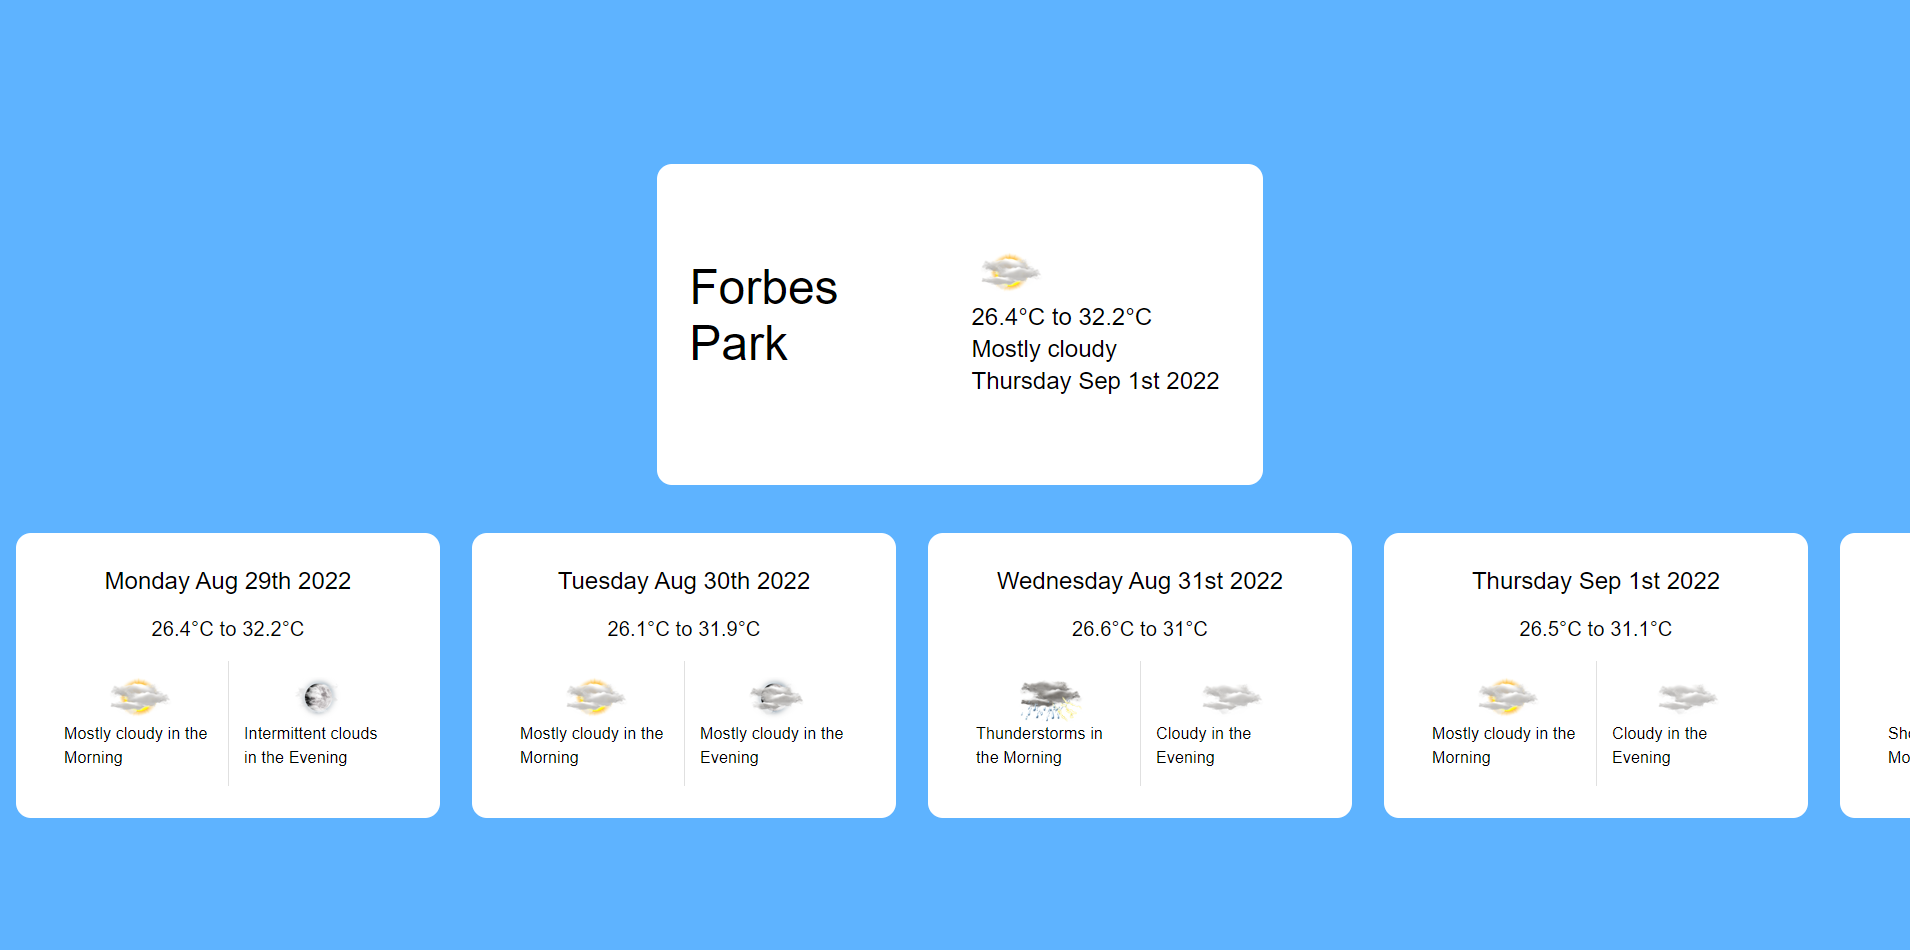 Forbes
Park
26.4°C to 32.2°C
Mostly cloudy
Thursday Sep 1st 2022
Monday Aug 29th 2022
26.4°C to 32.2°C
Mostly cloudy in the
Morning
Intermittent clouds
in the Evening
Tuesday Aug 30th 2022
26.1°C to 31.9°C
Mostly cloudy in the
Morning
Mostly cloudy in the
Evening
Wednesday Aug 31st 2022
26.6°C to 31°C
Thunderstorms in
the Morning
Cloudy in the
Evening
Thursday Sep 1st 2022
26.5°C to 31.1°C
Mostly cloudy in the
Morning
Cloudy in the
Evening